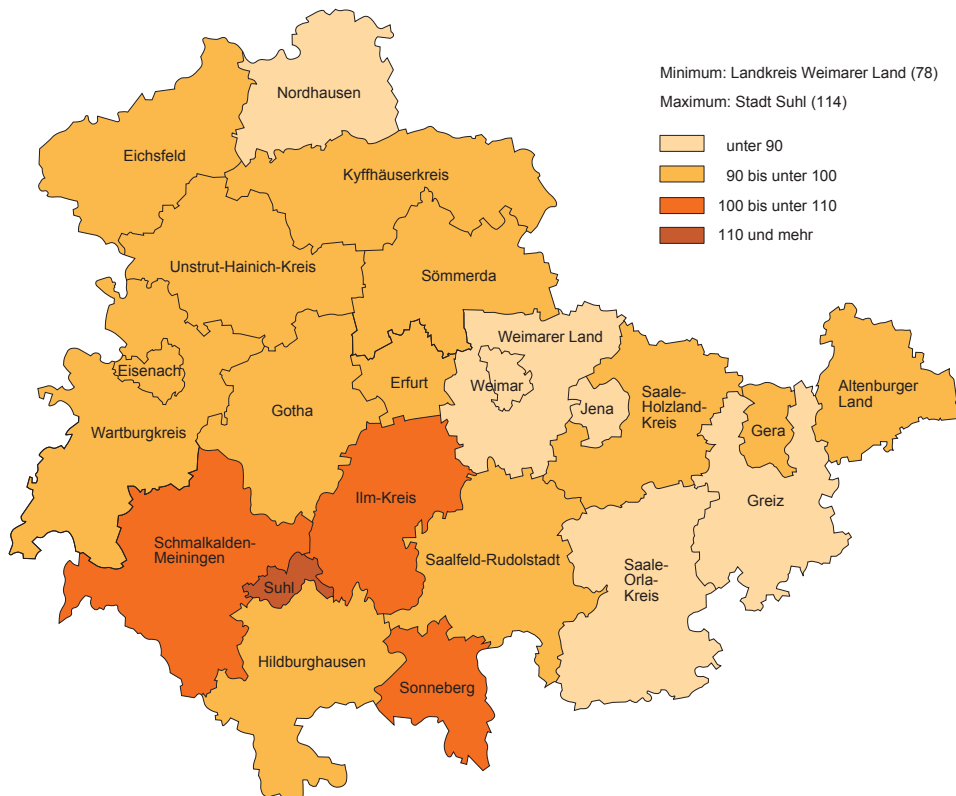 Minimum: Landkreis Weimarer Land (78)
Maximum: Stadt Suhl (114)
unter 90
90 bis unter 100
100 bis unter 110
110 und mehr
Nordhausen
Eichsfeld
Kyffhäuserkreis
Unstrut-Hainich-Kreis
Sömmerda
Weimarer Land
Eisenach
Erfurt
Weimar
Jena
Saale-
Holzland-
Kreis
Altenburger
Land
Gera
Gotha
Wartburgkreis
Greiz
Ilm-Kreis
Schmalkalden-
Meiningen
Saalfeld-Rudolstadt
Saale-
Orla-
Kreis
Suhl
Hildburghausen
Sonneberg